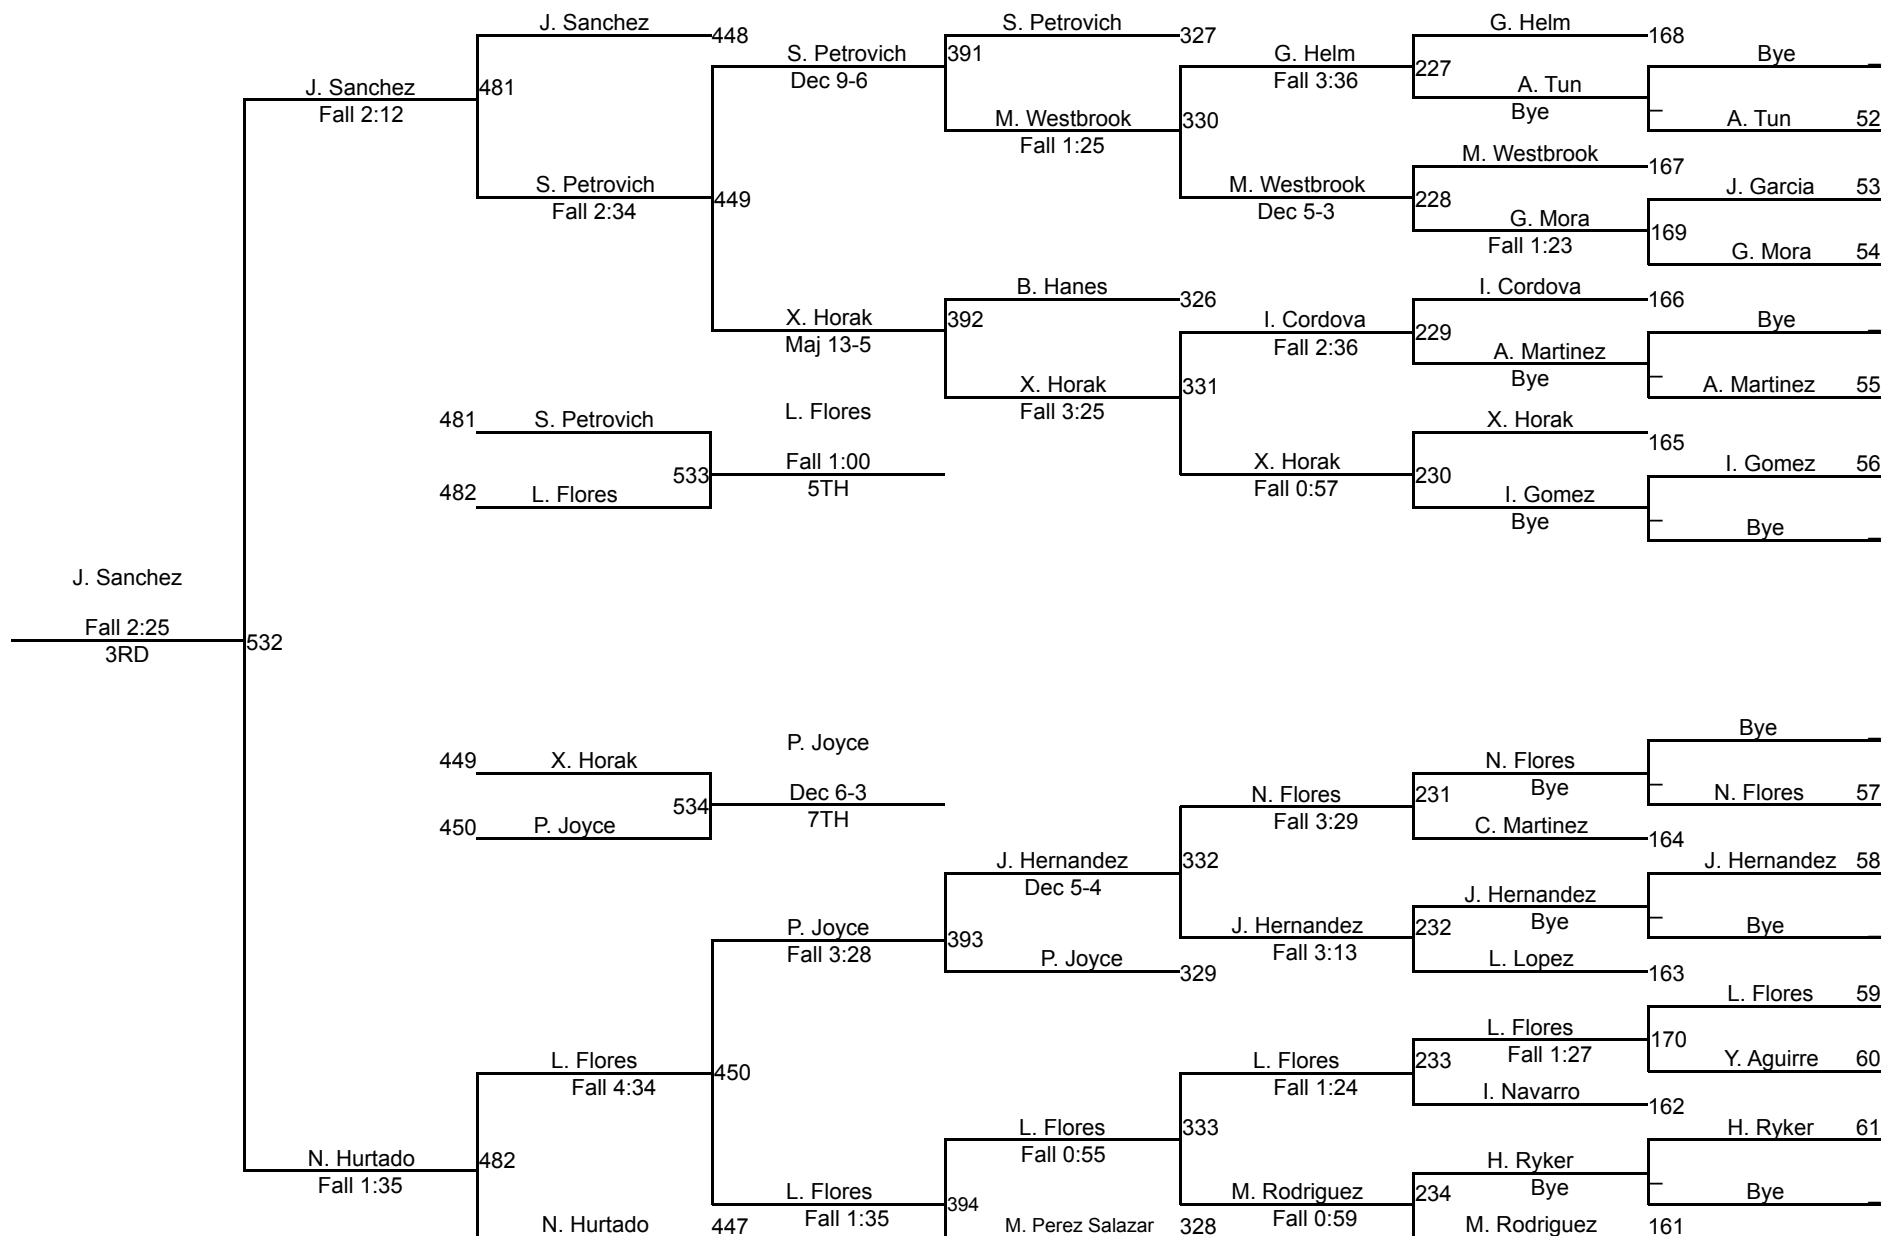 J. Sanchez
448
S. Petrovich
327
G. Helm
168
S. Petrovich
Dec 9-6
391
G. Helm
Fall 3:36
227
Bye
_
J. Sanchez
Fall 2:12
481
A. Tun
Bye
_
M. Westbrook
Fall 1:25
330
A. Tun
52
M. Westbrook
167
S. Petrovich
Fall 2:34
449
M. Westbrook
Dec 5-3
228
J. Garcia
53
G. Mora
Fall 1:23
169
G. Mora
54
B. Hanes
326
I. Cordova
166
X. Horak
Maj 13-5
392
I. Cordova
Fall 2:36
229
Bye
_
A. Martinez
Bye
_
X. Horak
Fall 3:25
331
A. Martinez
55
481
S. Petrovich
L. Flores
X. Horak
165
533
Fall 1:00
5TH
X. Horak
Fall 0:57
230
I. Gomez
56
482
L. Flores
I. Gomez
Bye
_
Bye
_
J. Sanchez
Fall 2:25
3RD
532
Bye
_
449
X. Horak
P. Joyce
N. Flores
Bye
_
534
Dec 6-3
7TH
N. Flores
Fall 3:29
231
N. Flores
57
450
P. Joyce
C. Martinez
164
J. Hernandez
Dec 5-4
332
J. Hernandez
58
J. Hernandez
Bye
_
P. Joyce
Fall 3:28
393
J. Hernandez
Fall 3:13
232
Bye
_
P. Joyce
329
L. Lopez
163
L. Flores
59
L. Flores
Fall 1:27
170
L. Flores
Fall 4:34
450
L. Flores
Fall 1:24
233
Y. Aguirre
60
I. Navarro
162
L. Flores
Fall 0:55
333
H. Ryker
61
N. Hurtado
Fall 1:35
482
H. Ryker
Bye
_
L. Flores
Fall 1:35
394
M. Rodriguez
Fall 0:59
234
Bye
_
N. Hurtado
447
M. Perez Salazar
328
M. Rodriguez
161